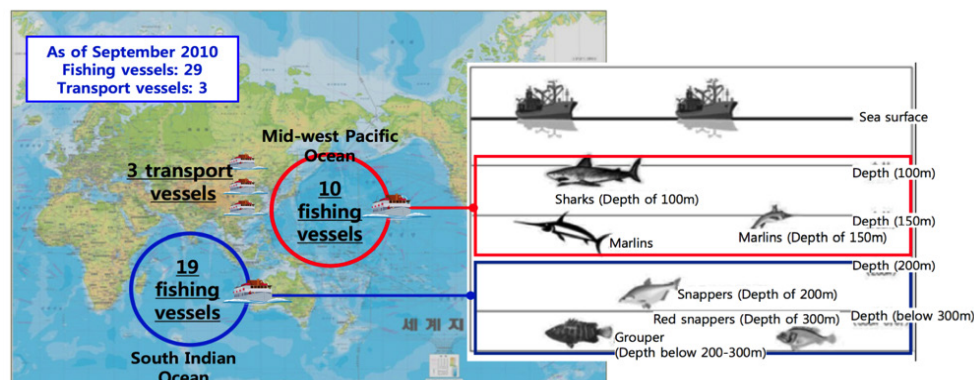 As of September 2010
Fishing vessels: 29
Transport vessels: 3
Mid-west Pacific
Ocean
3 transport
vessels
10
fishing
vessels
19
fishing
vessels
South Indian
Ocean
세계지
Sea surface
Depth (100m)
Sharks (Depth of 100m)
Depth (150m)
Marlins
Marlins (Depth of 150m)
Depth (200m)
Snappers (Depth of 200m)
Red snappers (Depth of 300m)
Depth (below 300m)
Grouper
(Depth below 200-300m)